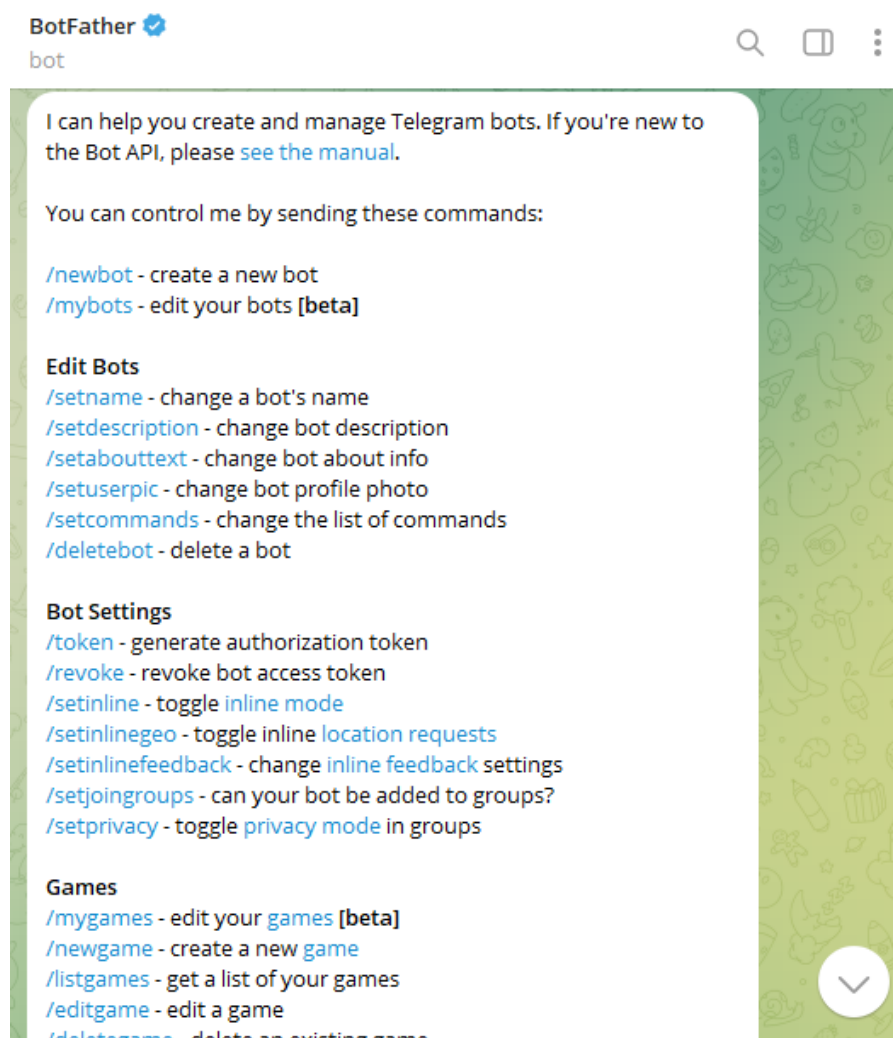 BotFather
bot
I can help you create and manage Telegram bots. If you're new to
the Bot API, please see the manual.
You can control me by sending these commands:
/newbot - create a new bot
/mybots - edit your bots [beta]
Edit Bots
/setname - change a bot's name
/setdescription - change bot description
/setabouttext - change bot about info
/setuserpic - change bot profile photo
/setcommands - change the list of commands
/deletebot - delete a bot
Bot Settings
/token - generate authorization token
/revoke - revoke bot access token
/setinline - toggle inline mode
/setinlinegeo - toggle inline location requests
/setinlinefeedback - change inline feedback settings
/setjoingroups - can your bot be added to groups?
/setprivacy - toggle privacy mode in groups
Games
/mygames - edit your games [beta]
/newgame - create a new game
/listgames - get a list of your games
/editgame - edit a game
/deletegame - delete an existing game